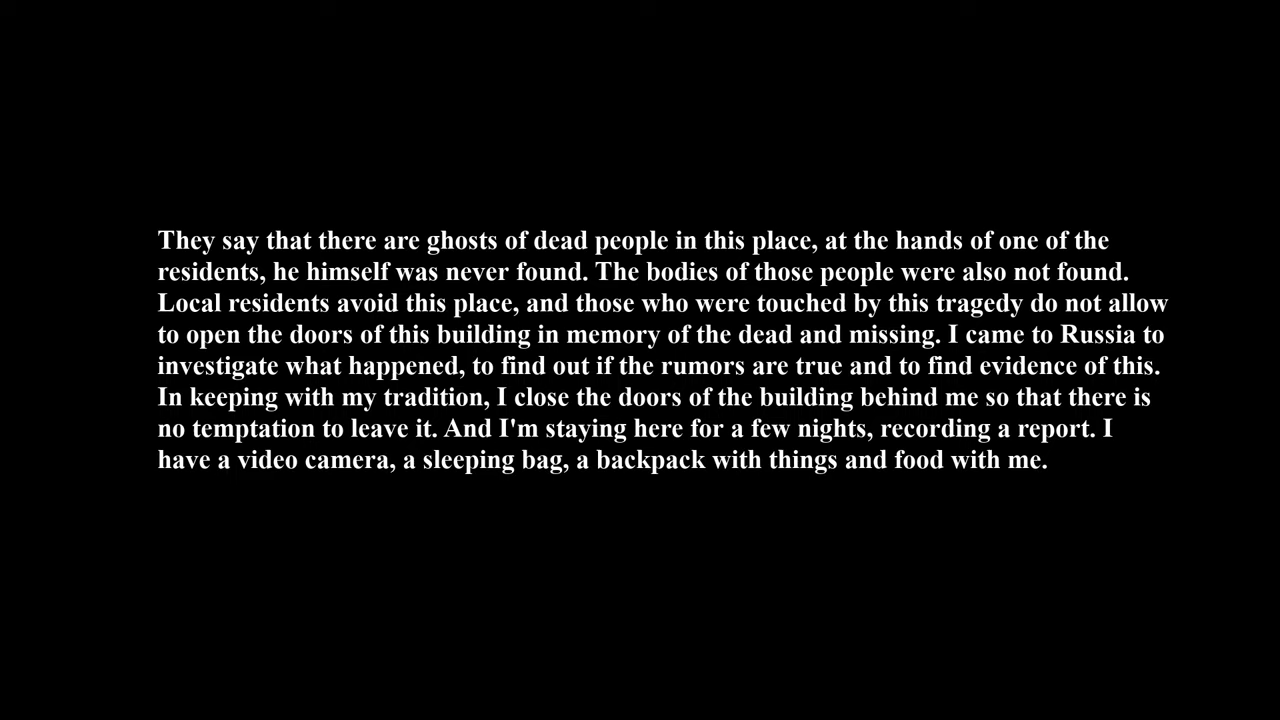 They say that there are ghosts of dead people in this place, at the hands of one of the
residents, he himself was never found. The bodies of those people were also not found.
Local residents avoid this place, and those who were touched by this tragedy do not allow
to open the doors of this building in memory of the dead and missing. I came to Russia to
investigate what happened, to find out if the rumors are true and to find evidence of this.
In keeping with my tradition, I close the doors of the building behind me so that there is
no temptation to leave it. And I'm staying here for a few nights, recording a report. I
have a video camera, a sleeping bag, a backpack with things and food with me.